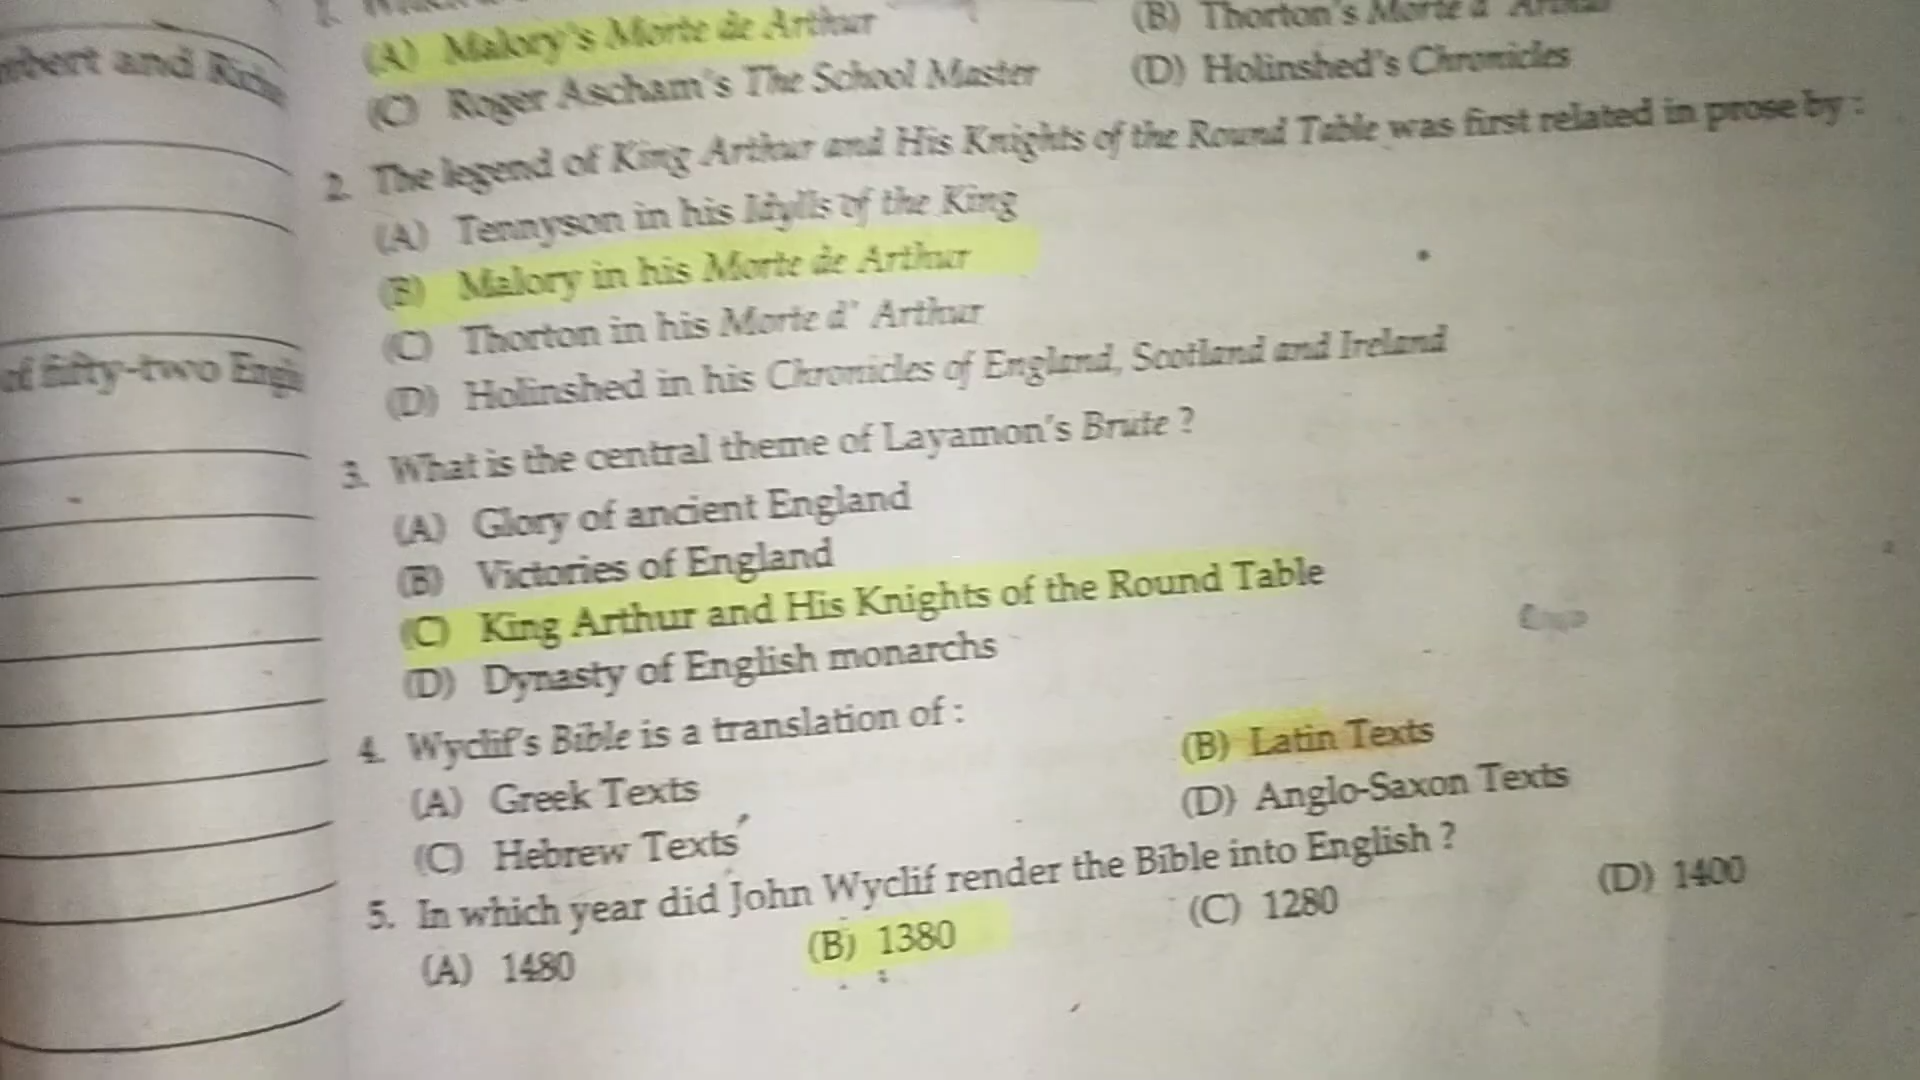 1.
(A) Malory's Morte de Arthur
(B) Thorton's Morte d'
(C) Roger Ascham's The School Master
(D) Holinshed's Chronicles
2. The legend of King Arthur and His Knights of the Round Table was first related in prose by :
(A) Tennyson in his Idylls of the King
(B) Malory in his Morte de Arthur
(C) Thorton in his Morte d' Arthur
(D) Holinshed in his Chronicles of England, Scotland and Ireland
3. What is the central theme of Layamon's Brute ?
(A) Glory of ancient England
(B) Victories of England
(C) King Arthur and His Knights of the Round Table
(D) Dynasty of English monarchs
4. Wyclif's Bible is a translation of :
(A) Greek Texts
(B) Latin Texts
(C) Hebrew Texts
(D) Anglo-Saxon Texts
5. In which year did John Wyclif render the Bible into English ?
(A) 1480
(B) 1380
(C) 1280
(D) 1400
and
of fifty-two